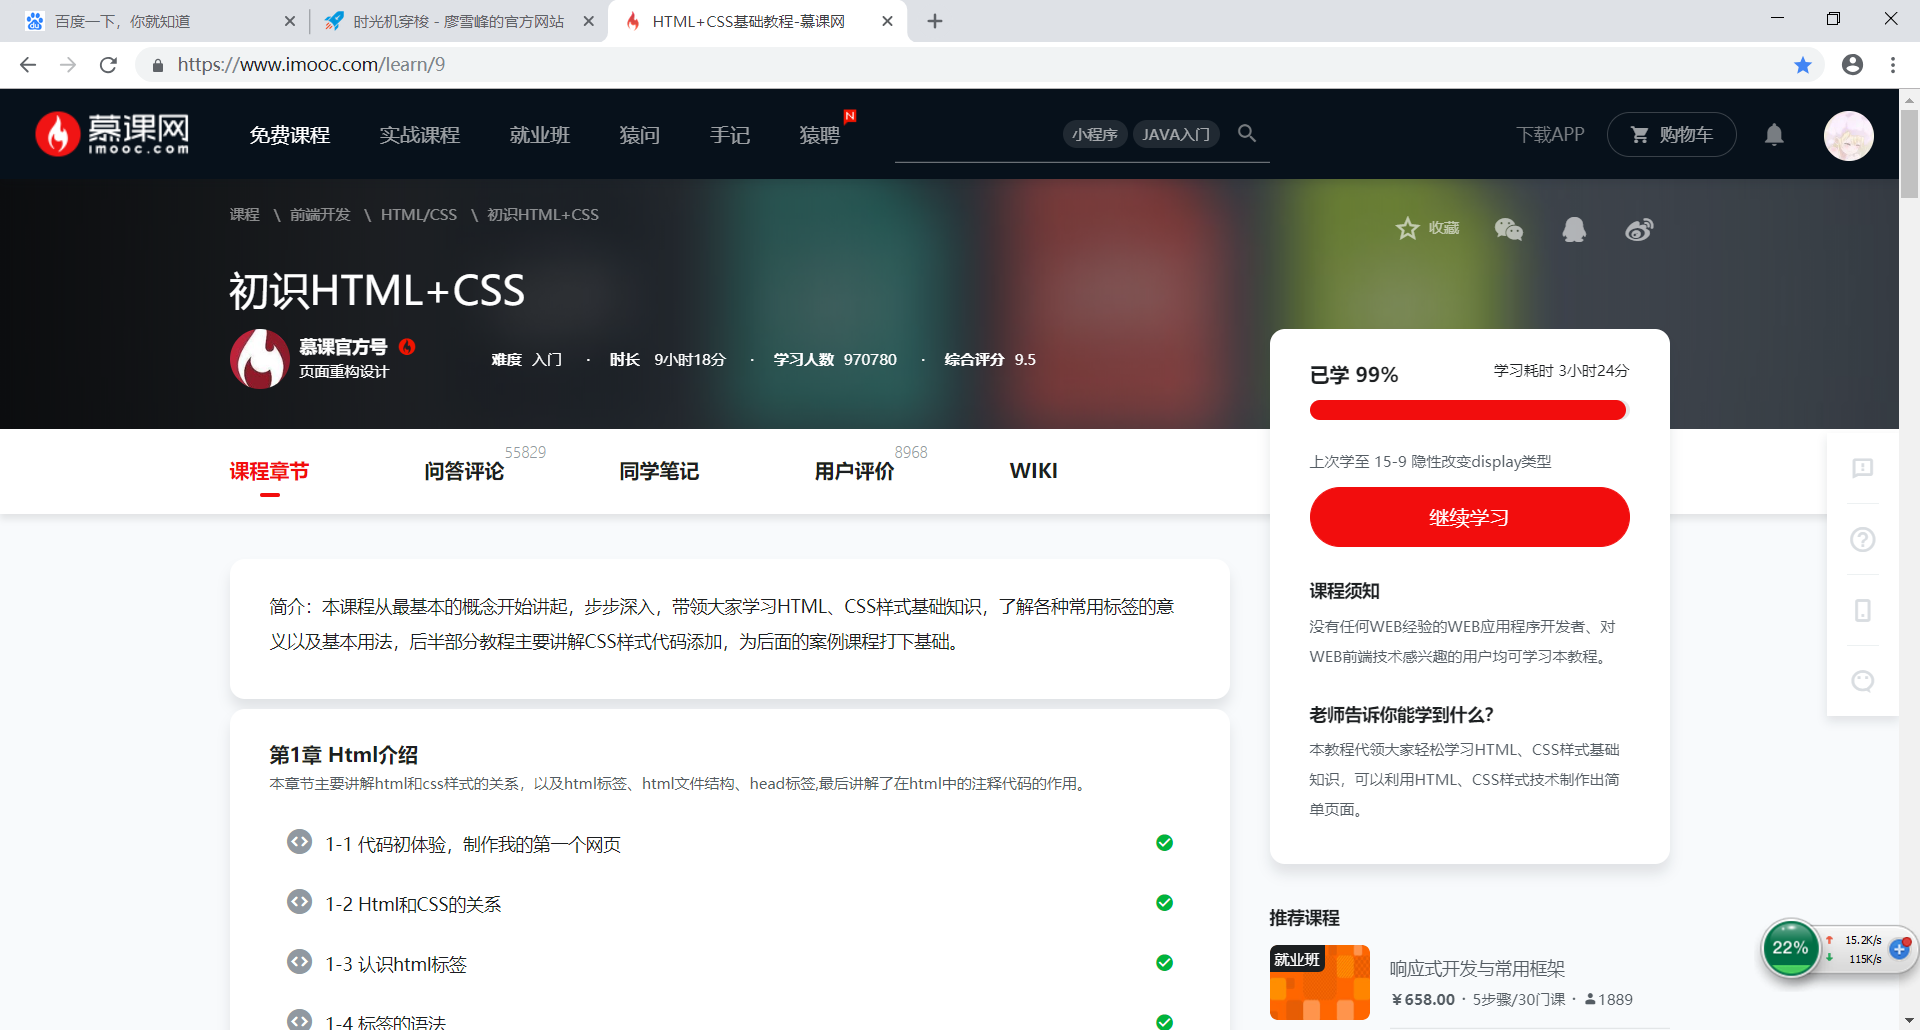 百度一下，你就知道
时光机穿梭 - 廖雪峰的官方网站
HTML+CSS基础教程-慕课网
https://www.imooc.com/learn/9
慕课网
imooc.com
免费课程
实战课程
就业班
猿问
手记
猿聘
N
小程序
JAVA入门
下载APP
购物车
课程 \ 前端开发 \ HTML/CSS \ 初识HTML+CSS
收藏
初识HTML+CSS
慕课官方号
页面重构设计
难度 入门 · 时长 9小时18分 · 学习人数 970780 · 综合评分 9.5
已学 99%
学习耗时 3小时24分
上次学至 15-9 隐性改变display类型
继续学习
课程章节
问答评论
55829
同学笔记
用户评价
8968
WIKI
简介：本课程从最基本的概念开始讲起，步步深入，带领大家学习HTML、CSS样式基础知识，了解各种常用标签的意
义以及基本用法，后半部分教程主要讲解CSS样式代码添加，为后面的案例课程打下基础。
课程须知
没有任何WEB经验的WEB应用程序开发者、对
WEB前端技术感兴趣的用户均可学习本教程。
老师告诉你能学到什么？
本教程代领大家轻松学习HTML、CSS样式基础
知识，可以利用HTML、CSS样式技术制作出简
单页面。
第1章 Html介绍
本章节主要讲解html和css样式的关系，以及html标签、html文件结构、head标签,最后讲解了在html中的注释代码的作用。
1-1 代码初体验，制作我的第一个网页
1-2 Html和CSS的关系
1-3 认识html标签
1-4 标签的语法
推荐课程
就业班
响应式开发与常用框架
￥658.00 · 5步骤/30门课 · 1889
22%
15.2K/s
115K/s